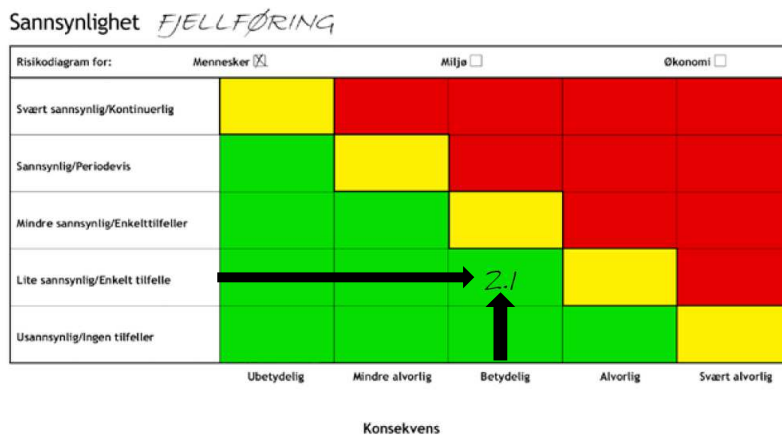 Sannsynlighet FJELLFØRING
Risikodiagram for: Mennesker Miljø Økonomi
Svært sannsynlig/Kontinuerlig
Sannsynlig/Periodevis
Mindre sannsynlig/Enkelttilfeller
Lite sannsynlig/Enkelt tilfelle 2.1
Usannsynlig/Ingen tilfeller
Ubetydelig Mindre alvorlig Betydelig Alvorlig Svært alvorlig
Konsekvens